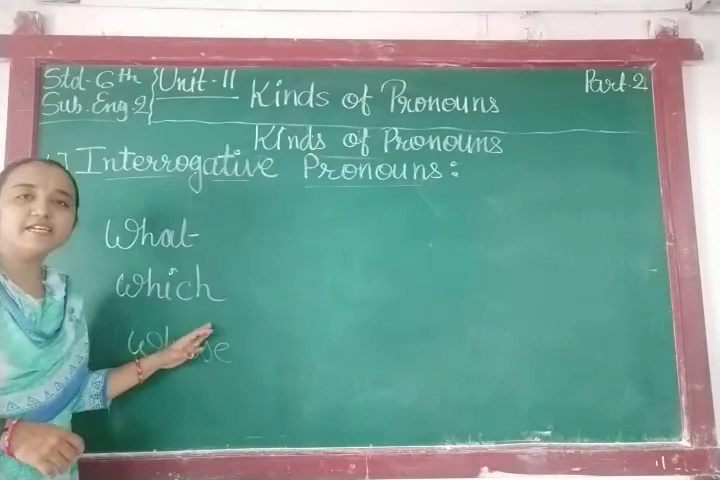 Std-6th Unit-11 Kinds of Pronouns Part-2
Sub.Eng.2
Kinds of Pronouns
Interrogative Pronouns:
What
Which